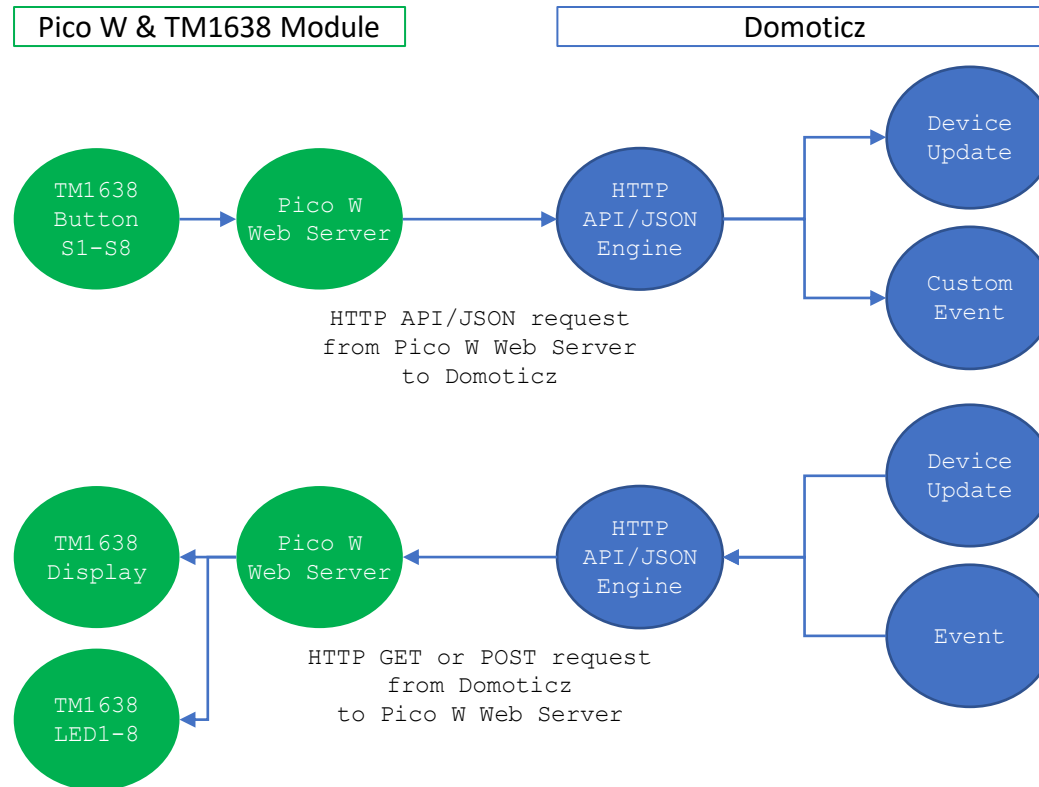 Pico W & TM1638 Module
Domoticz
TM1638
Button
S1-S8
Pico W
Web Server
HTTP
API/JSON
Engine
Device
Update
Custom
Event
HTTP API/JSON request
from Pico W Web Server
to Domoticz
TM1638
Display
TM1638
LED1-8
Pico W
Web Server
HTTP
API/JSON
Engine
Device
Update
Event
HTTP GET or POST request
from Domoticz
to Pico W Web Server